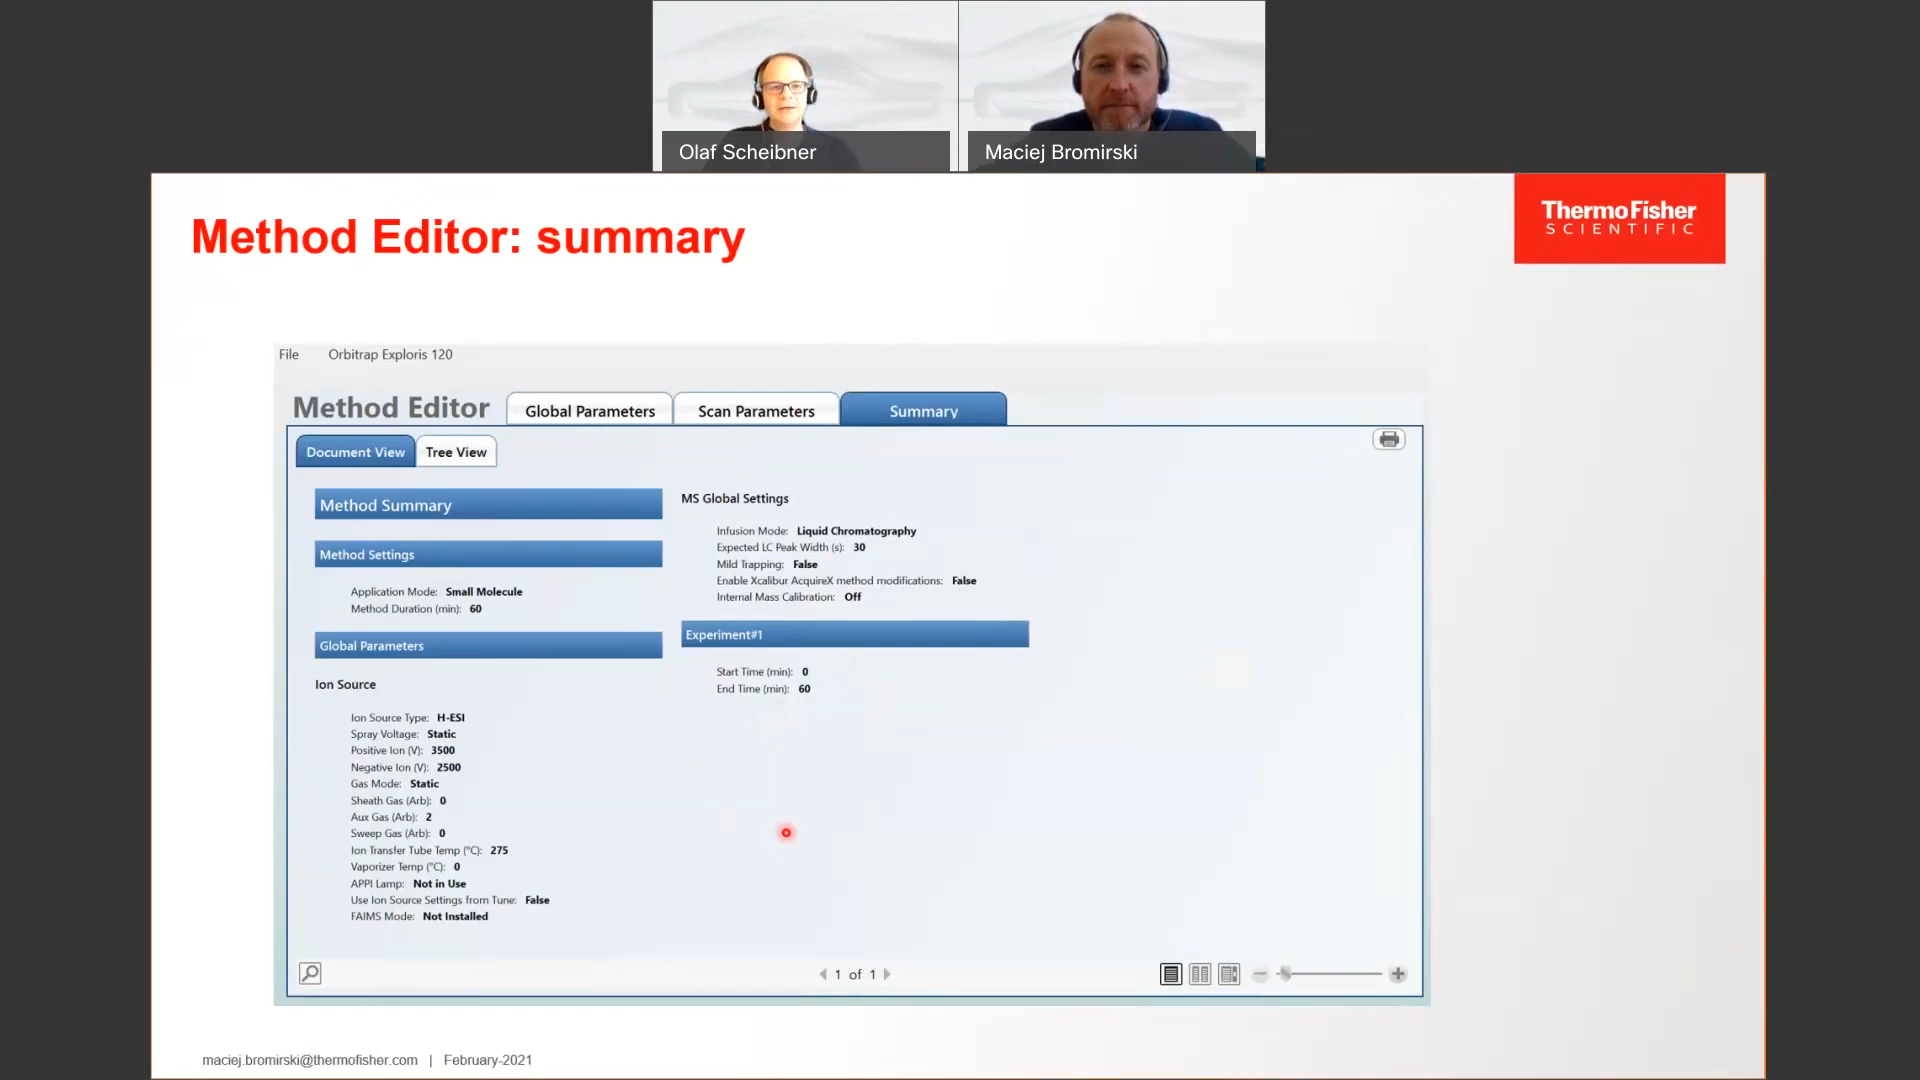 Olaf Scheibner
Maciej Bromirski
Method Editor: summary
ThermoFisher
SCIENTIFIC
File Orbitrap Exploris 120
Method Editor Global Parameters Scan Parameters Summary
Document View Tree View
Method Summary
Method Settings
Application Mode: Small Molecule
Method Duration (min): 60
Global Parameters
Ion Source
Ion Source Type: H-ESI
Spray Voltage: Static
Positive Ion (V): 3500
Negative Ion (V): 2500
Gas Mode: Static
Sheath Gas (Arb): 0
Aux Gas (Arb): 2
Sweep Gas (Arb): 0
Ion Transfer Tube Temp (°C): 275
Vaporizer Temp (°C): 0
APPI Lamp: Not in Use
Use Ion Source Settings from Tune: False
FAIMS Mode: Not Installed
MS Global Settings
Infusion Mode: Liquid Chromatography
Expected LC Peak Width (s): 30
Mild Trapping: False
Enable Xcalibur AcquireX method modifications: False
Internal Mass Calibration: Off
Experiment#1
Start Time (min): 0
End Time (min): 60
1 of 1
maciej.bromirski@thermofisher.com | February-2021